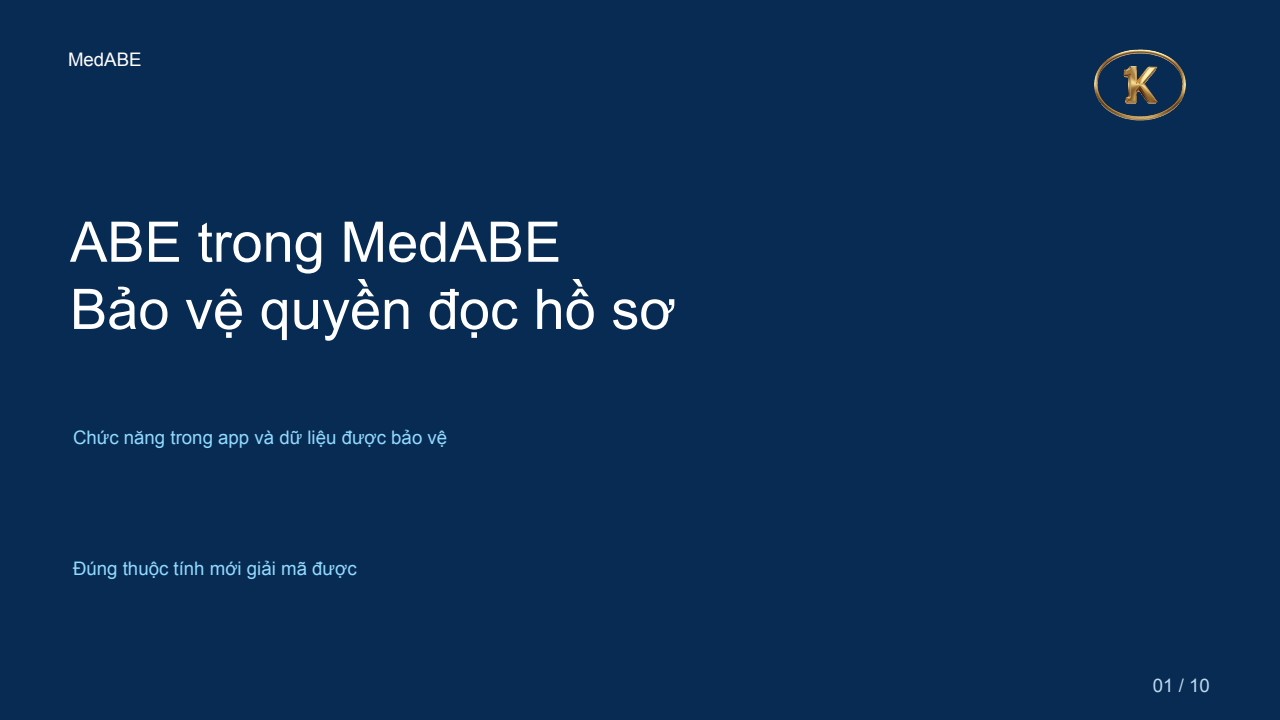 MedABE
1K
ABE trong MedABE
Bảo vệ quyền đọc hồ sơ
Chức năng trong app và dữ liệu được bảo vệ
Đúng thuộc tính mới giải mã được
01 / 10